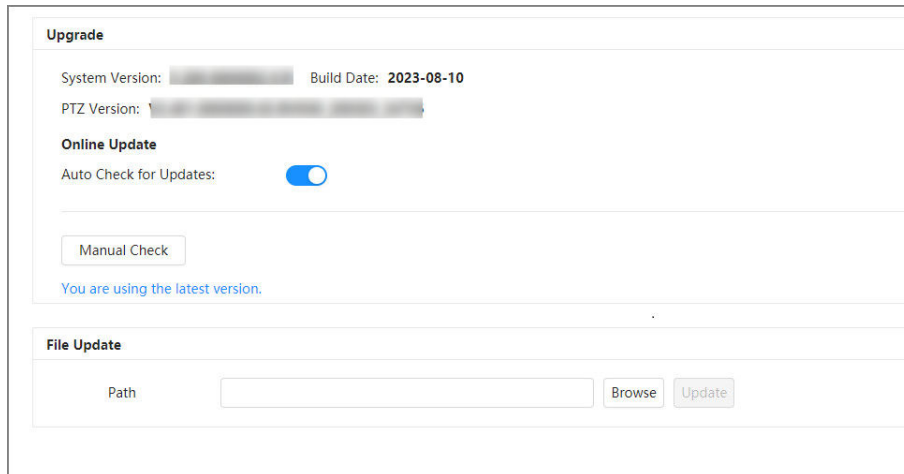 Upgrade
System Version: Build Date: 2023-08-10
PTZ Version:
Online Update
Auto Check for Updates:
Manual Check
You are using the latest version.
File Update
Path Browse Update